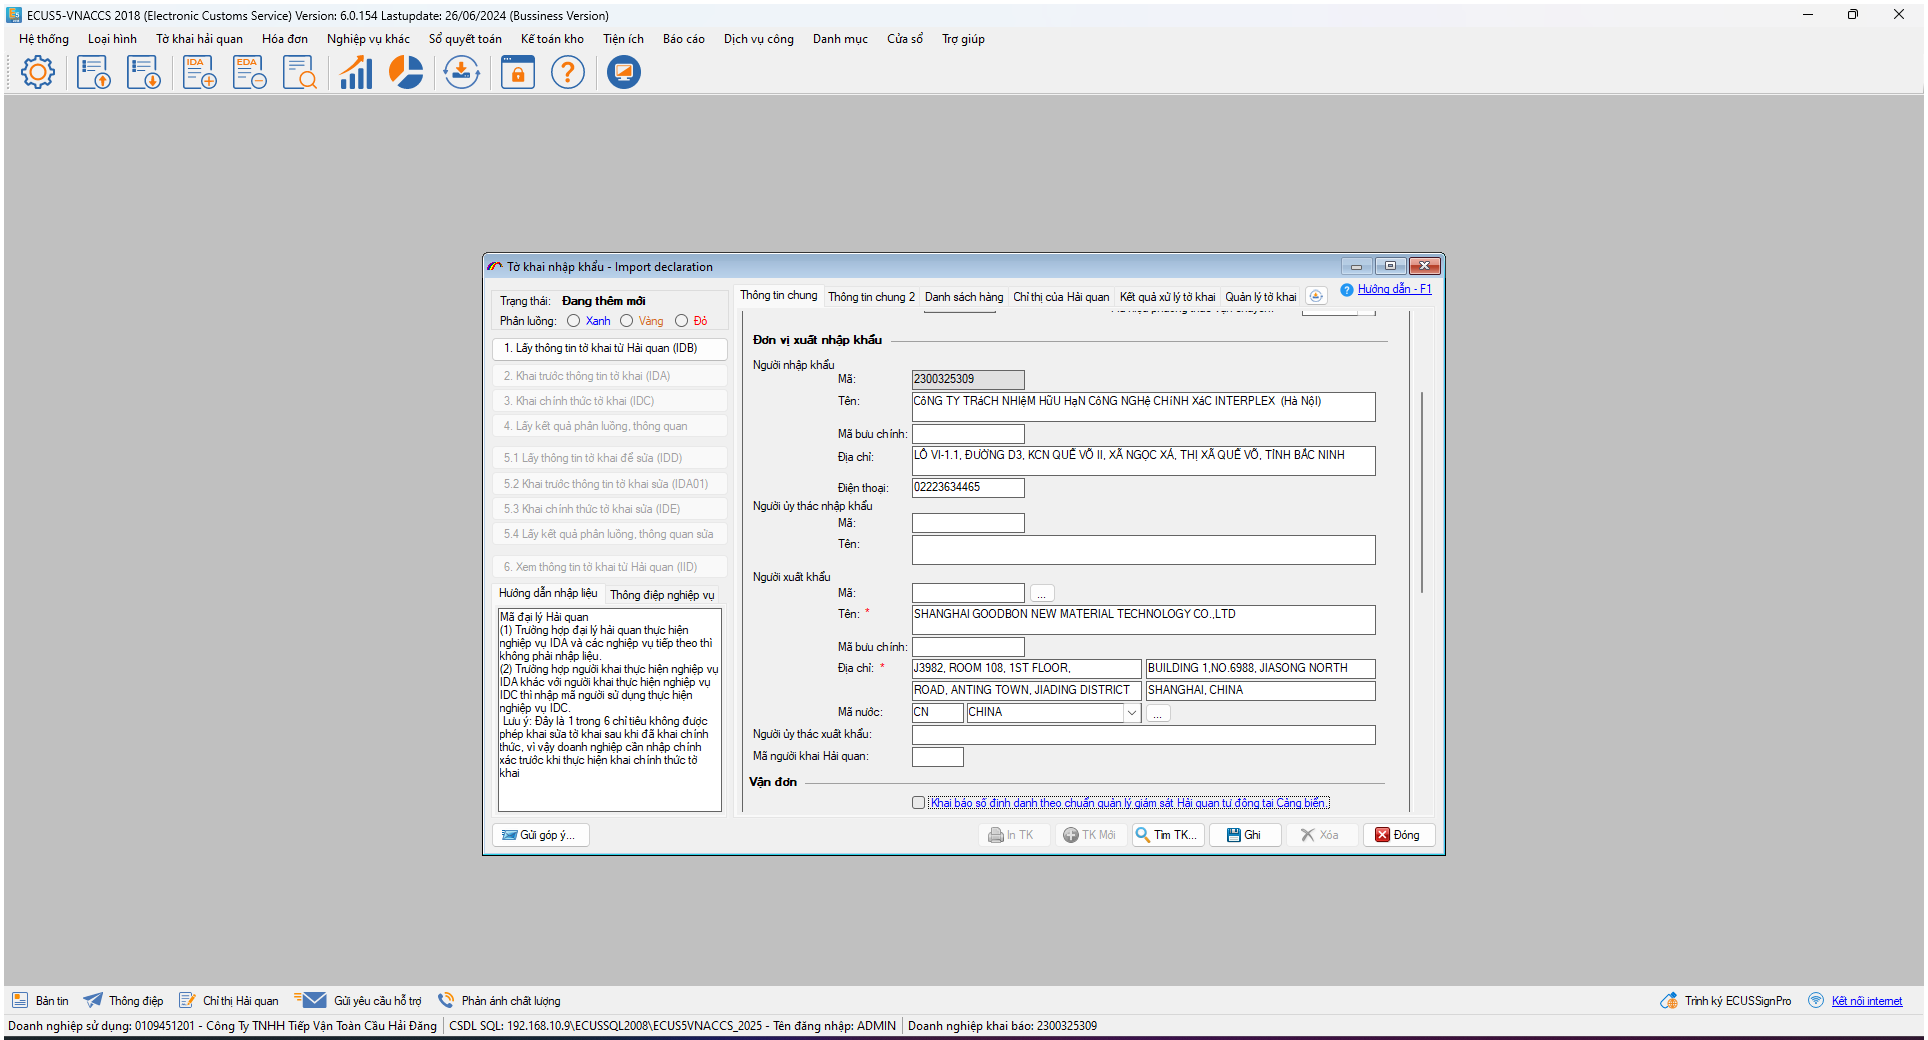 ECUS5-VNACCS 2018 (Electronic Customs Service) Version: 6.0.154 Lastupdate: 26/06/2024 (Bussiness Version)
Hệ thống Loại hình Tờ khai hải quan Hóa đơn Nghiệp vụ khác Sổ quyết toán Kế toán kho Tiện ích Báo cáo Dịch vụ công Danh mục Cửa sổ Trợ giúp
IDA EDA
Tờ khai nhập khẩu - Import declaration
Trạng thái: Đang thêm mới
Phân luồng: Xanh Vàng Đỏ
1. Lấy thông tin tờ khai từ Hải quan (IDB)
2. Khai trước thông tin tờ khai (IDA)
3. Khai chính thức tờ khai (IDC)
4. Lấy kết quả phân luồng, thông quan
5.1 Lấy thông tin tờ khai để sửa (IDD)
5.2 Khai trước thông tin tờ khai sửa (IDA01)
5.3 Khai chính thức tờ khai sửa (IDE)
5.4 Lấy kết quả phân luồng, thông quan sửa
6. Xem thông tin tờ khai từ Hải quan (IID)
Hướng dẫn nhập liệu Thông điệp nghiệp vụ
Mã đại lý Hải quan
(1) Trường hợp đại lý hải quan thực hiện
nghiệp vụ IDA và các nghiệp vụ tiếp theo thì
không phải nhập liệu.
(2) Trường hợp người khai thực hiện nghiệp vụ
IDA khác với người khai thực hiện nghiệp vụ
IDC thì nhập mã người sử dụng thực hiện
nghiệp vụ IDC.
Lưu ý: Đây là 1 trong 6 chỉ tiêu không được
phép khai sửa tờ khai sau khi đã khai chính
thức, vì vậy doanh nghiệp cần nhập chính
xác trước khi thực hiện khai chính thức tờ
khai
Thông tin chung Thông tin chung 2 Danh sách hàng Chỉ thị của Hải quan Kết quả xử lý tờ khai Quản lý tờ khai Hướng dẫn - F1
Đơn vị xuất nhập khẩu
Người nhập khẩu
Mã: 2300325309
Tên: CôNG TY TRáCH NHIệM HữU HạN CôNG NGHệ CHíNH XáC INTERPLEX (Hà NộI)
Mã bưu chính:
Địa chỉ: LÔ VI-1.1, ĐƯỜNG D3, KCN QUẾ VÕ II, XÃ NGỌC XÁ, THỊ XÃ QUẾ VÕ, TỈNH BẮC NINH
Điện thoại: 02223634465
Người ủy thác nhập khẩu
Mã:
Tên:
Người xuất khẩu
Mã: ...
Tên: * SHANGHAI GOODBON NEW MATERIAL TECHNOLOGY CO.,LTD
Mã bưu chính:
Địa chỉ: * J3982, ROOM 108, 1ST FLOOR, BUILDING 1,NO.6988, JIASONG NORTH
ROAD, ANTING TOWN, JIADING DISTRICT SHANGHAI, CHINA
Mã nước: CN CHINA ...
Người ủy thác xuất khẩu:
Mã người khai Hải quan:
Vận đơn
Khai báo số định danh theo chuẩn quản lý giám sát Hải quan tự động tại Cảng biển.
Gửi góp ý... In TK TK Mới Tìm TK... Ghi Xóa Đóng
Bản tin Thông điệp Chỉ thị Hải quan Gửi yêu cầu hỗ trợ Phản ánh chất lượng Trình ký ECUSSignPro Kết nối internet
Doanh nghiệp sử dụng: 0109451201 - Công Ty TNHH Tiếp Vận Toàn Cầu Hải Đăng CSDL SQL: 192.168.10.9\ECUSSQL2008\ECUS5VNACCS_2025 - Tên đăng nhập: ADMIN Doanh nghiệp khai báo: 2300325309